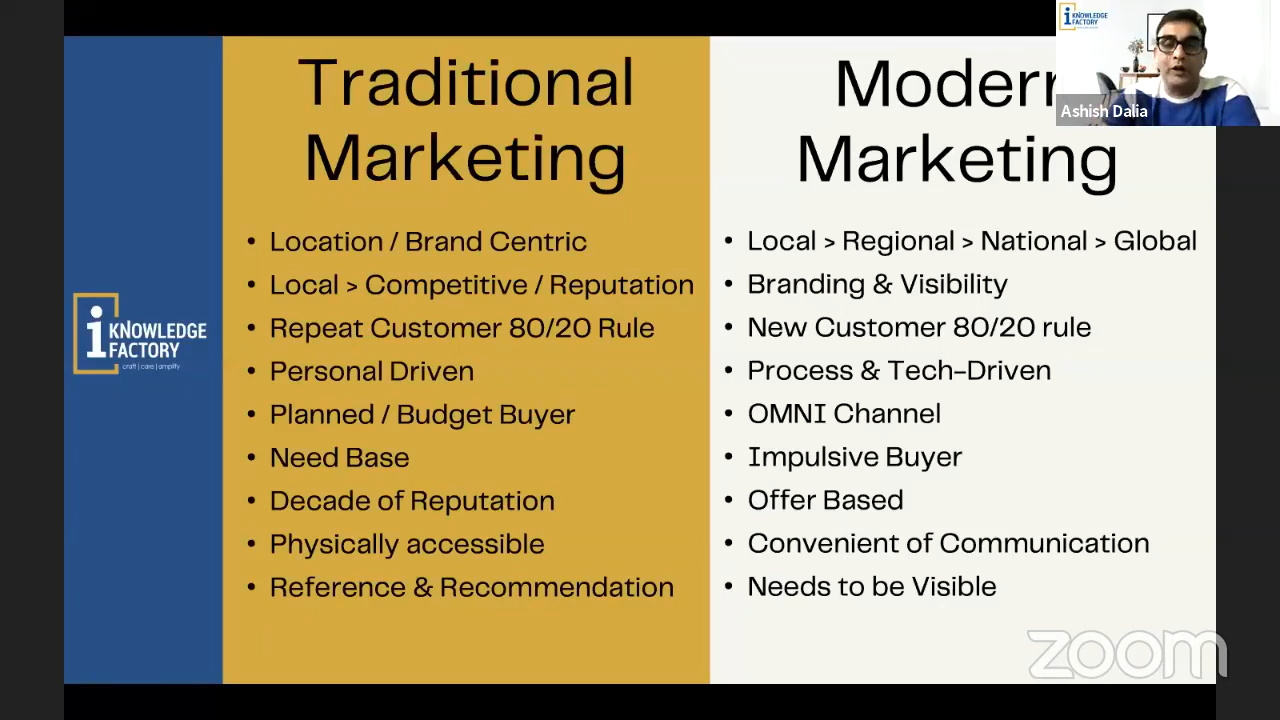 Traditional
Marketing
• Location / Brand Centric
• Local > Competitive / Reputation
• Repeat Customer 80/20 Rule
• Personal Driven
• Planned / Budget Buyer
• Need Base
• Decade of Reputation
• Physically accessible
• Reference & Recommendation
Modern
Marketing
• Local > Regional > National > Global
• Branding & Visibility
• New Customer 80/20 rule
• Process & Tech-Driven
• OMNI Channel
• Impulsive Buyer
• Offer Based
• Convenient of Communication
• Needs to be Visible
i KNOWLEDGE
FACTORY
craft | care | amplify
i KNOWLEDGE
FACTORY
Ashish Dalia
zoom